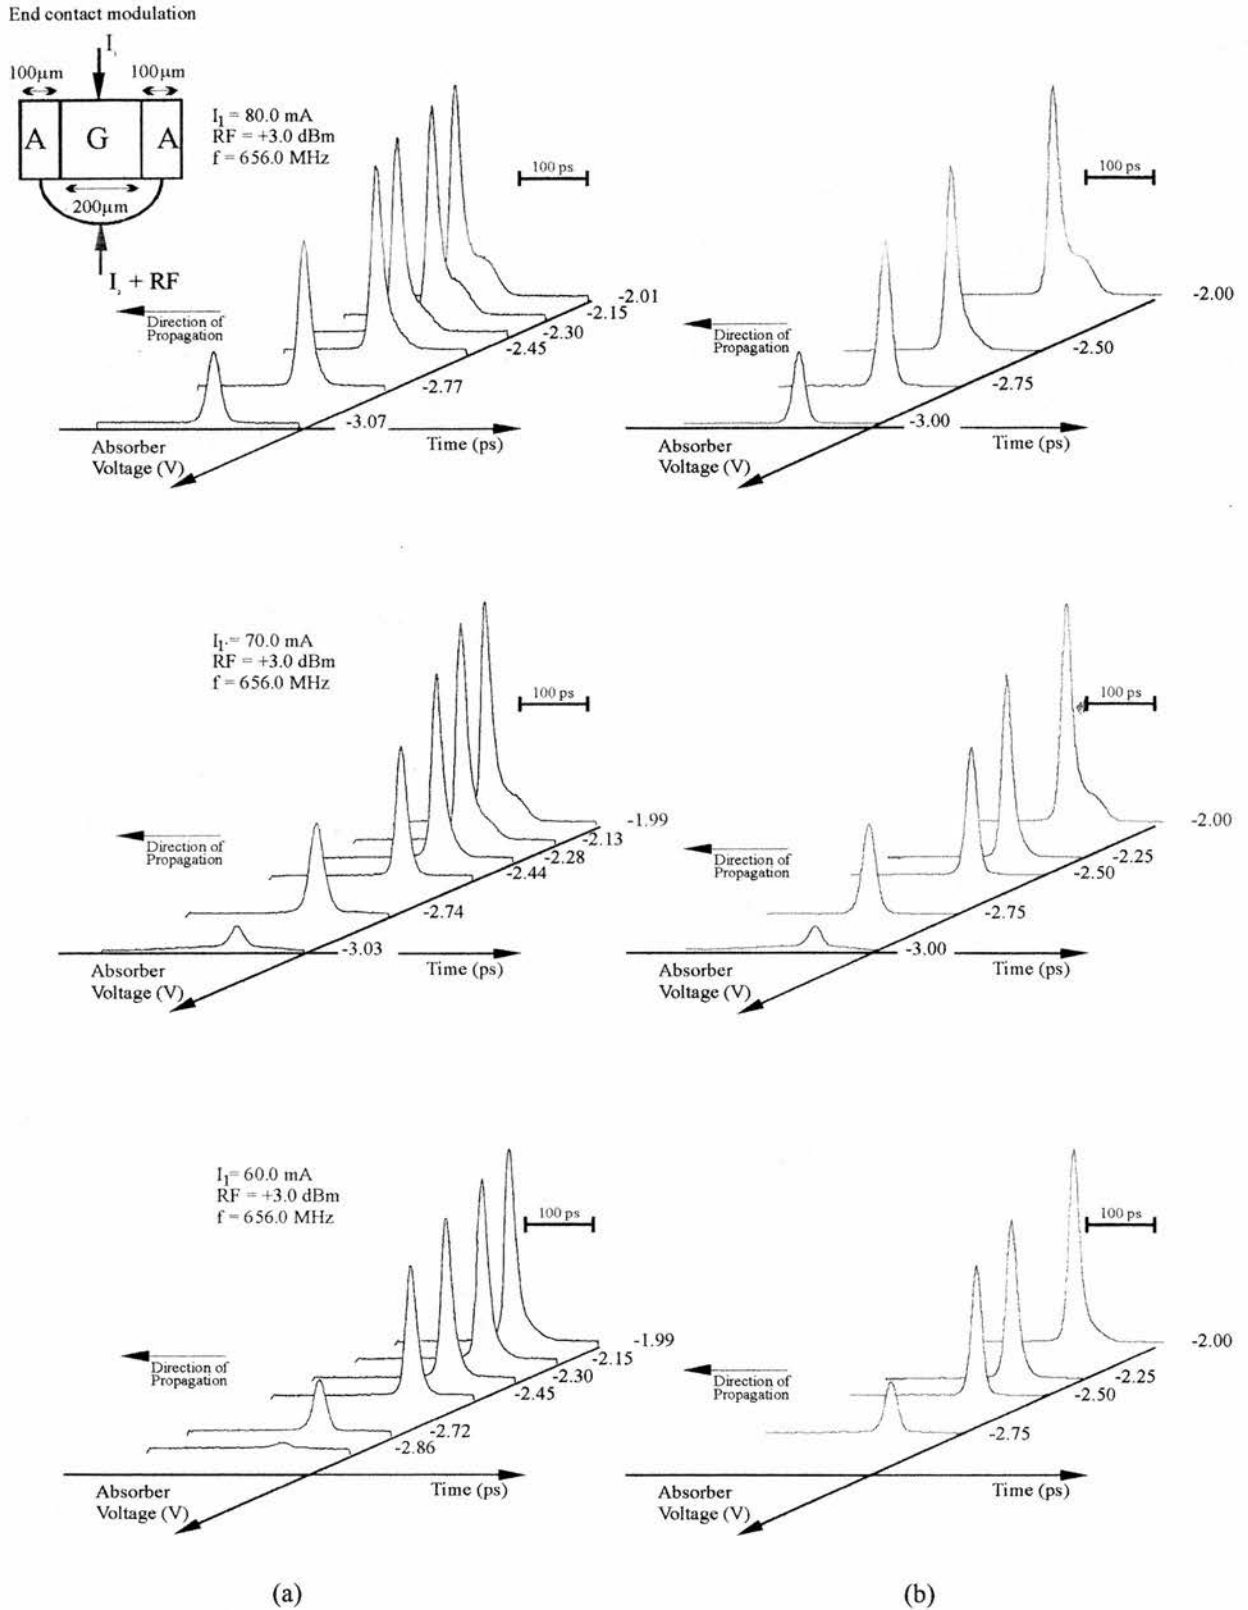 End contact modulation
I,
100μm 100μm
A G A
200μm
I, + RF
I1 = 80.0 mA
RF = +3.0 dBm
f = 656.0 MHz
100 ps
-2.01
-2.15
-2.30
-2.45
-2.77
-3.07
Direction of
Propagation
Absorber
Voltage (V)
Time (ps)
100 ps
-2.00
-2.50
-2.75
-3.00
Direction of
Propagation
Absorber
Voltage (V)
Time (ps)
I1 = 70.0 mA
RF = +3.0 dBm
f = 656.0 MHz
100 ps
-1.99
-2.13
-2.28
-2.44
-2.74
-3.03
Direction of
Propagation
Absorber
Voltage (V)
Time (ps)
100 ps
-2.00
-2.25
-2.50
-2.75
-3.00
Direction of
Propagation
Absorber
Voltage (V)
Time (ps)
I1= 60.0 mA
RF = +3.0 dBm
f = 656.0 MHz
100 ps
-1.99
-2.15
-2.30
-2.45
-2.72
-2.86
Direction of
Propagation
Absorber
Voltage (V)
Time (ps)
100 ps
-2.00
-2.25
-2.50
-2.75
Direction of
Propagation
Absorber
Voltage (V)
Time (ps)
(a)
(b)